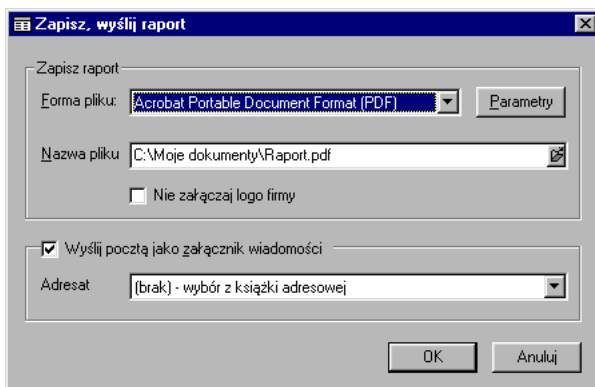 Zapisz, wyślij raport
Zapisz raport
Forma pliku: Acrobat Portable Document Format (PDF) Parametry
Nazwa pliku C:\Moje dokumenty\Raport.pdf
Nie załączaj logo firmy
Wyślij pocztą jako załącznik wiadomości
Adresat (brak) - wybór z książki adresowej
OK Anuluj